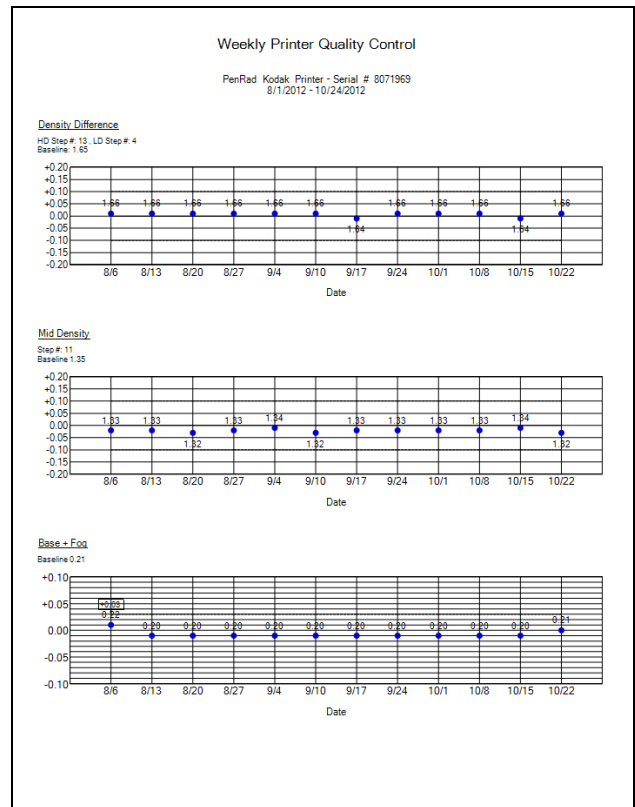 Weekly Printer Quality Control
PenRad Kodak Printer - Serial # 8071969
8/1/2012 - 10/24/2012
Density Difference
HD Step #: 13 , LD Step #: 4
Baseline: 1.65
+0.20
+0.15
+0.10
+0.05
0.00
-0.05
-0.10
-0.15
-0.20
1.66 1.66 1.66 1.66 1.66 1.66 1.64 1.66 1.66 1.66 1.64 1.66
8/6 8/13 8/20 8/27 9/4 9/10 9/17 9/24 10/1 10/8 10/15 10/22
Date
Mid Density
Step #: 11
Baseline 1.35
+0.20
+0.15
+0.10
+0.05
0.00
-0.05
-0.10
-0.15
-0.20
1.33 1.33 1.32 1.33 1.34 1.32 1.33 1.33 1.33 1.33 1.34 1.32
8/6 8/13 8/20 8/27 9/4 9/10 9/17 9/24 10/1 10/8 10/15 10/22
Date
Base + Fog
Baseline 0.21
+0.10
+0.05
0.00
-0.05
-0.10
+0.03
0.22 0.20 0.20 0.20 0.20 0.20 0.20 0.20 0.20 0.20 0.20 0.21
8/6 8/13 8/20 8/27 9/4 9/10 9/17 9/24 10/1 10/8 10/15 10/22
Date